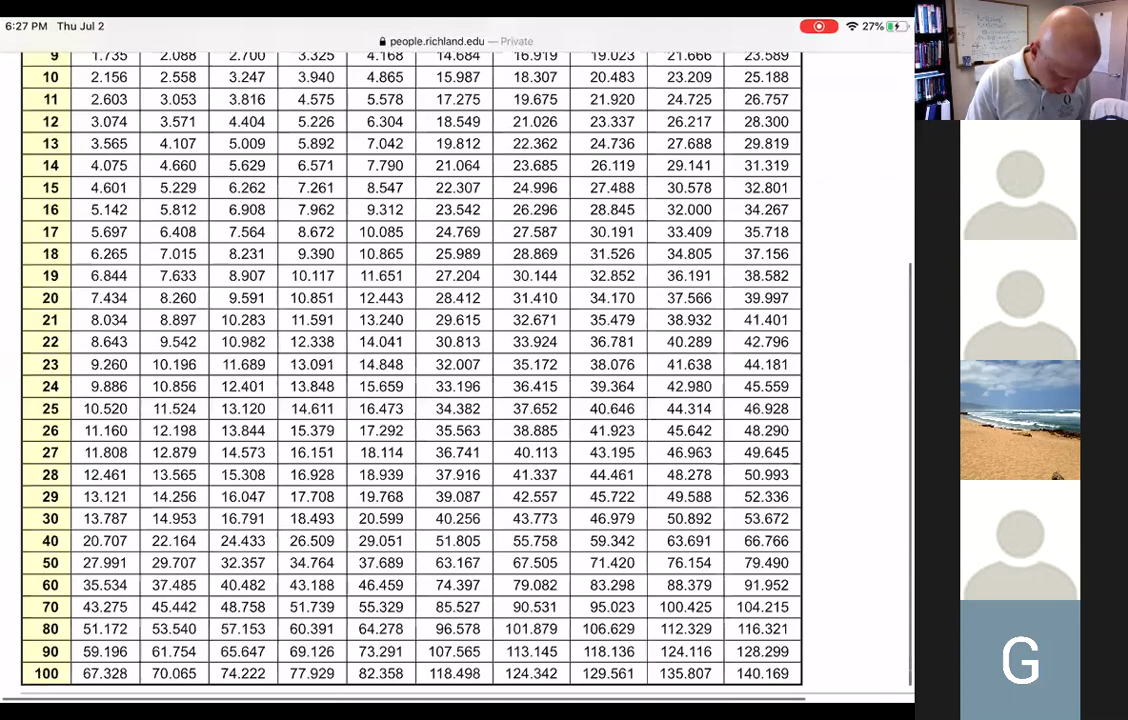 6:27 PM Thu Jul 2 27%
people.richland.edu — Private
9 1.735 2.088 2.700 3.325 4.168 14.684 16.919 19.023 21.666 23.589
10 2.156 2.558 3.247 3.940 4.865 15.987 18.307 20.483 23.209 25.188
11 2.603 3.053 3.816 4.575 5.578 17.275 19.675 21.920 24.725 26.757
12 3.074 3.571 4.404 5.226 6.304 18.549 21.026 23.337 26.217 28.300
13 3.565 4.107 5.009 5.892 7.042 19.812 22.362 24.736 27.688 29.819
14 4.075 4.660 5.629 6.571 7.790 21.064 23.685 26.119 29.141 31.319
15 4.601 5.229 6.262 7.261 8.547 22.307 24.996 27.488 30.578 32.801
16 5.142 5.812 6.908 7.962 9.312 23.542 26.296 28.845 32.000 34.267
17 5.697 6.408 7.564 8.672 10.085 24.769 27.587 30.191 33.409 35.718
18 6.265 7.015 8.231 9.390 10.865 25.989 28.869 31.526 34.805 37.156
19 6.844 7.633 8.907 10.117 11.651 27.204 30.144 32.852 36.191 38.582
20 7.434 8.260 9.591 10.851 12.443 28.412 31.410 34.170 37.566 39.997
21 8.034 8.897 10.283 11.591 13.240 29.615 32.671 35.479 38.932 41.401
22 8.643 9.542 10.982 12.338 14.041 30.813 33.924 36.781 40.289 42.796
23 9.260 10.196 11.689 13.091 14.848 32.007 35.172 38.076 41.638 44.181
24 9.886 10.856 12.401 13.848 15.659 33.196 36.415 39.364 42.980 45.559
25 10.520 11.524 13.120 14.611 16.473 34.382 37.652 40.646 44.314 46.928
26 11.160 12.198 13.844 15.379 17.292 35.563 38.885 41.923 45.642 48.290
27 11.808 12.879 14.573 16.151 18.114 36.741 40.113 43.195 46.963 49.645
28 12.461 13.565 15.308 16.928 18.939 37.916 41.337 44.461 48.278 50.993
29 13.121 14.256 16.047 17.708 19.768 39.087 42.557 45.722 49.588 52.336
30 13.787 14.953 16.791 18.493 20.599 40.256 43.773 46.979 50.892 53.672
40 20.707 22.164 24.433 26.509 29.051 51.805 55.758 59.342 63.691 66.766
50 27.991 29.707 32.357 34.764 37.689 63.167 67.505 71.420 76.154 79.490
60 35.534 37.485 40.482 43.188 46.459 74.397 79.082 83.298 88.379 91.952
70 43.275 45.442 48.758 51.739 55.329 85.527 90.531 95.023 100.425 104.215
80 51.172 53.540 57.153 60.391 64.278 96.578 101.879 106.629 112.329 116.321
90 59.196 61.754 65.647 69.126 73.291 107.565 113.145 118.136 124.116 128.299
100 67.328 70.065 74.222 77.929 82.358 118.498 124.342 129.561 135.807 140.169
G